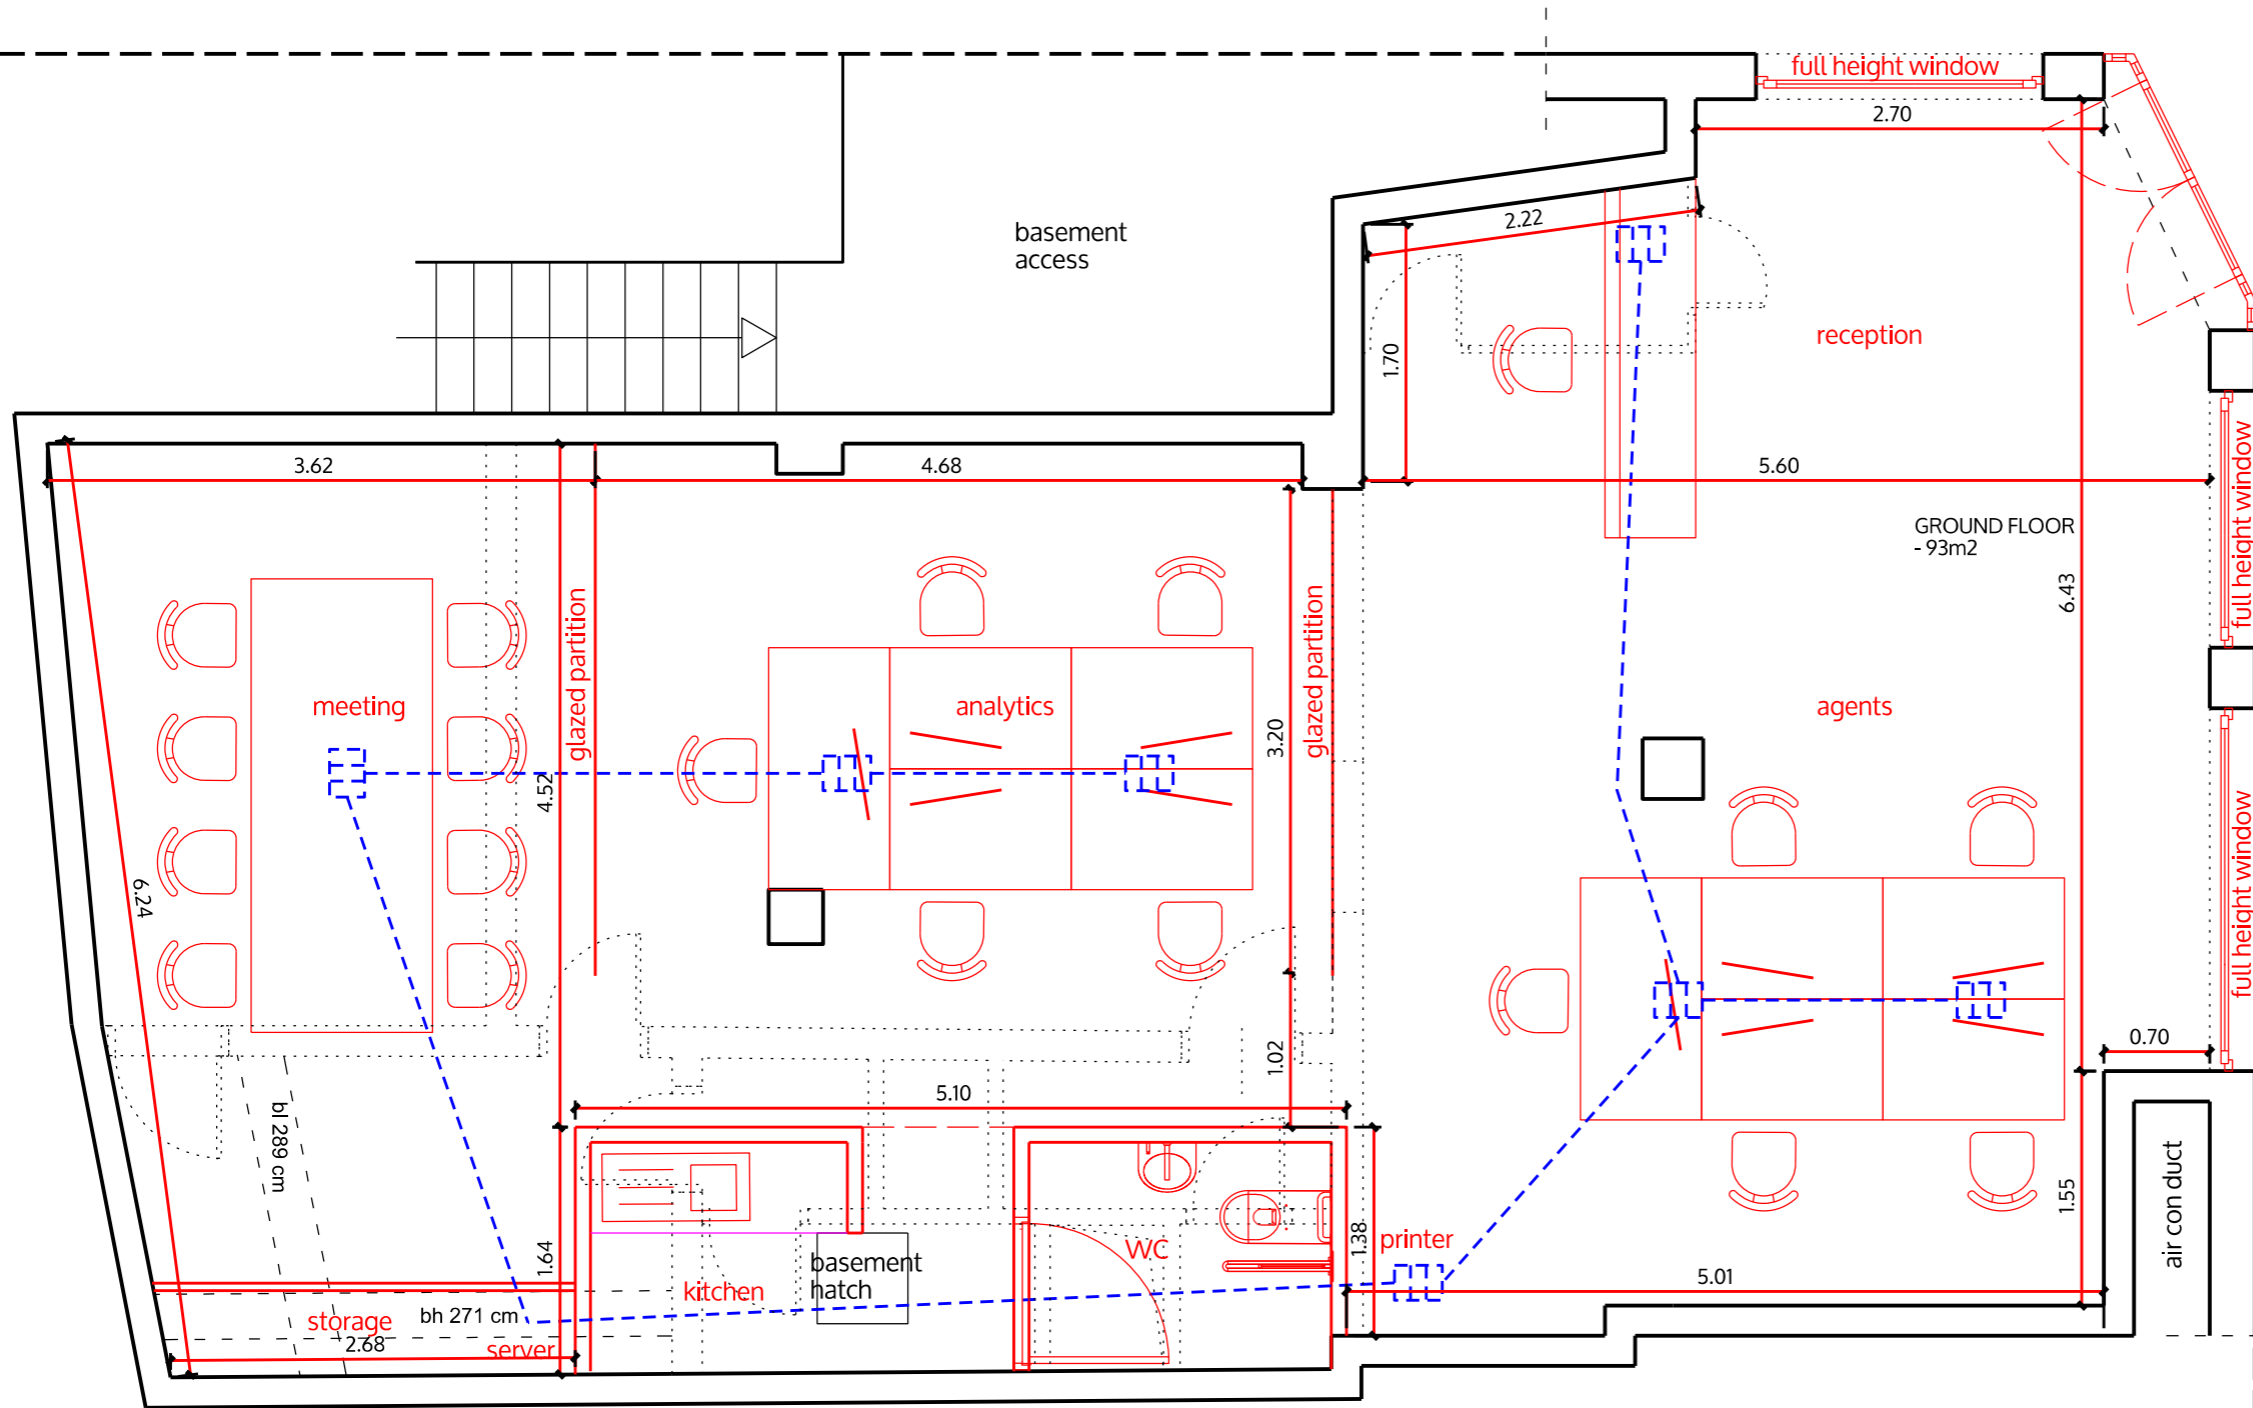 full height window
2.70
basement
access
2.22
reception
1.70
3.62
4.68
5.60
full height window
GROUND FLOOR
- 93m2
6.43
glazed partition
glazed partition
meeting
analytics
agents
3.20
4.52
6.24
full height window
0.70
1.02
5.10
bl 289 cm
air con duct
1.55
1.64
1.38
printer
WC
basement
hatch
kitchen
5.01
storage
bh 271 cm
2.68
server